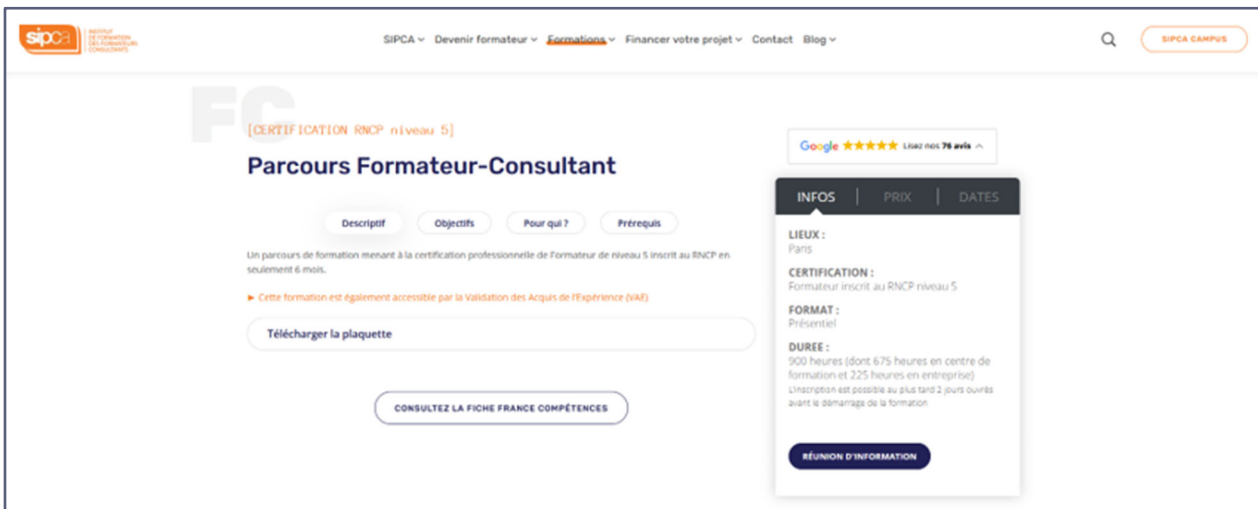 sipca
INSTITUT
DE FORMATION
DES FORMATEURS
CONSULTANTS
SIPCA Devenir formateur Formations Financer votre projet Contact Blog
SIPCA CAMPUS
FC
[CERTIFICATION RNCP niveau 5]
Parcours Formateur-Consultant
Descriptif Objectifs Pour qui ? Prérequis
Un parcours de formation menant à la certification professionnelle de Formateur de niveau 5 inscrit au RNCP en
seulement 6 mois.
► Cette formation est également accessible par la Validation des Acquis de l'Expérience (VAE)
Télécharger la plaquette
CONSULTEZ LA FICHE FRANCE COMPÉTENCES
Google ★★★★★ Lisez nos 76 avis
INFOS | PRIX | DATES
LIEUX :
Paris
CERTIFICATION :
Formateur inscrit au RNCP niveau 5
FORMAT :
Présentiel
DURÉE :
900 heures (dont 675 heures en centre de
formation et 225 heures en entreprise)
L'inscription est possible au plus tard 2 jours ouvrés
avant le démarrage de la formation
RÉUNION D'INFORMATION